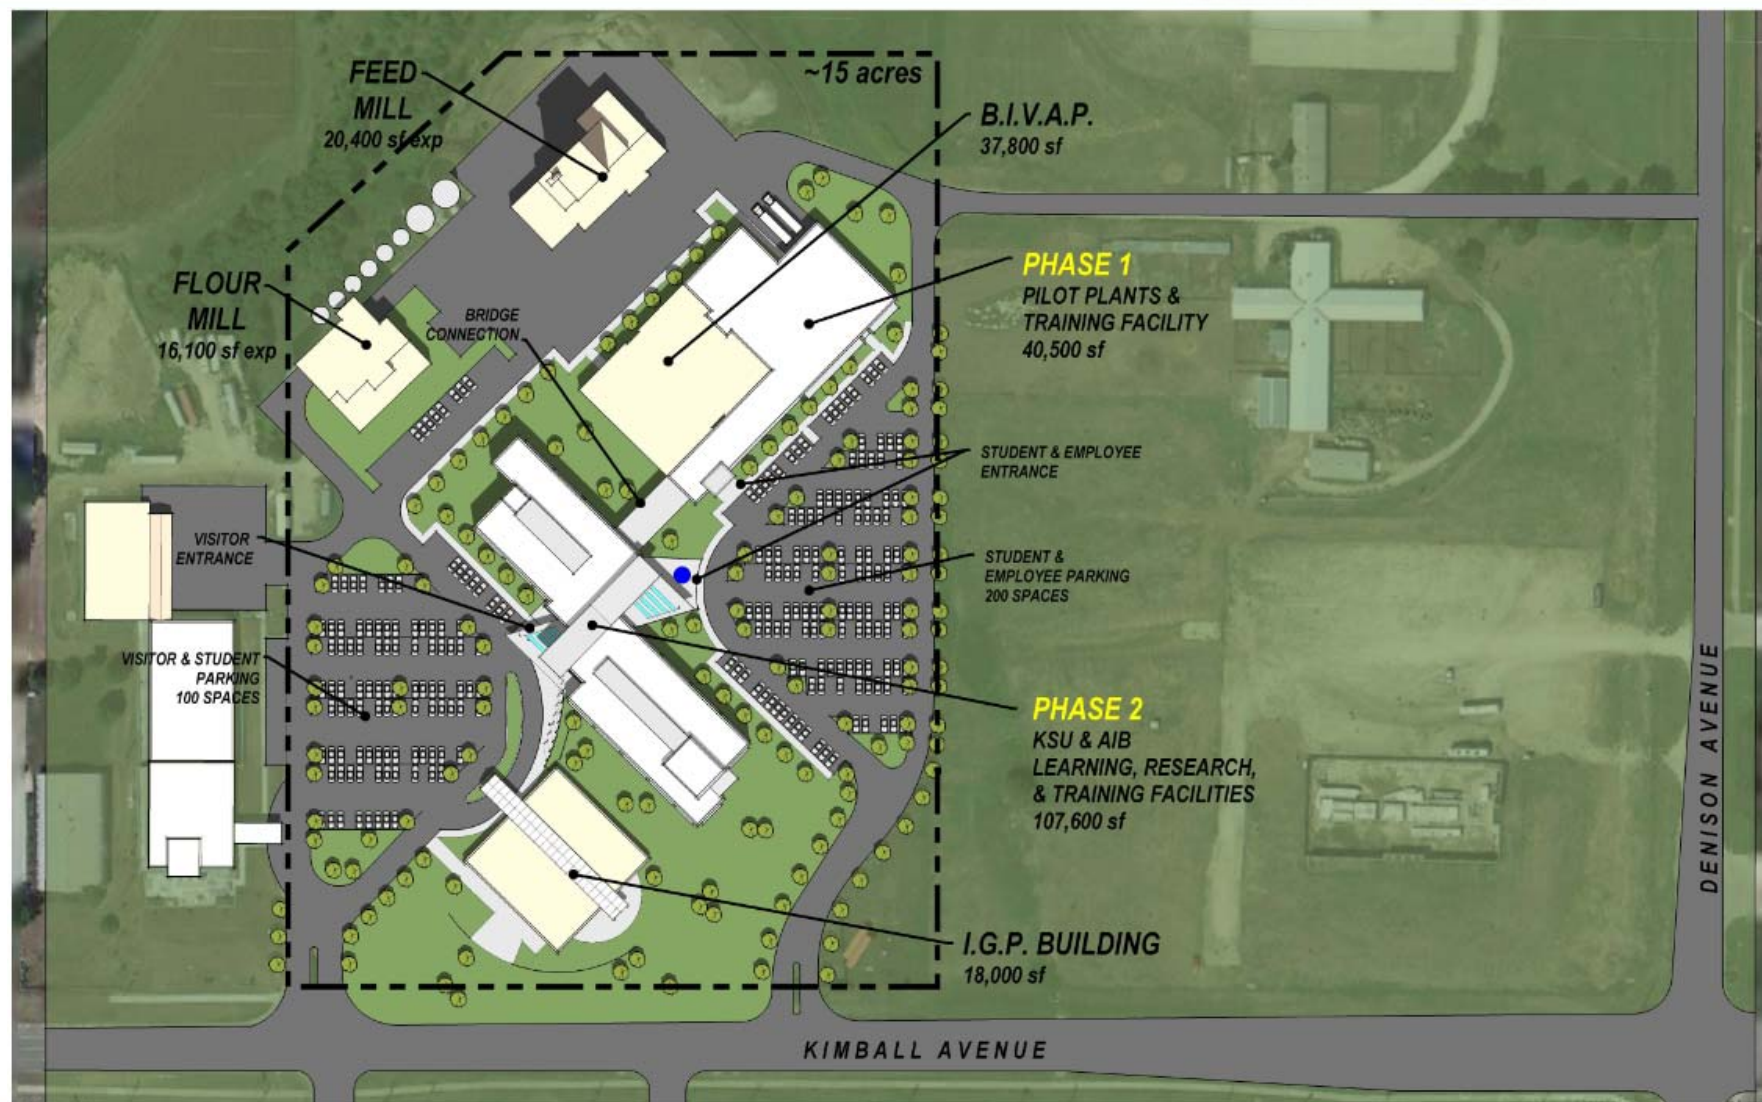 FEED
MILL
20,400 sf exp
~15 acres
B.I.V.A.P.
37,800 sf
FLOUR
MILL
16,100 sf exp
BRIDGE
CONNECTION
PHASE 1
PILOT PLANTS &
TRAINING FACILITY
40,500 sf
STUDENT & EMPLOYEE
ENTRANCE
VISITOR
ENTRANCE
STUDENT &
EMPLOYEE PARKING
200 SPACES
VISITOR & STUDENT
PARKING
100 SPACES
PHASE 2
KSU & AIB
LEARNING, RESEARCH,
& TRAINING FACILITIES
107,600 sf
DENISON AVENUE
I.G.P. BUILDING
18,000 sf
KIMBALL AVENUE